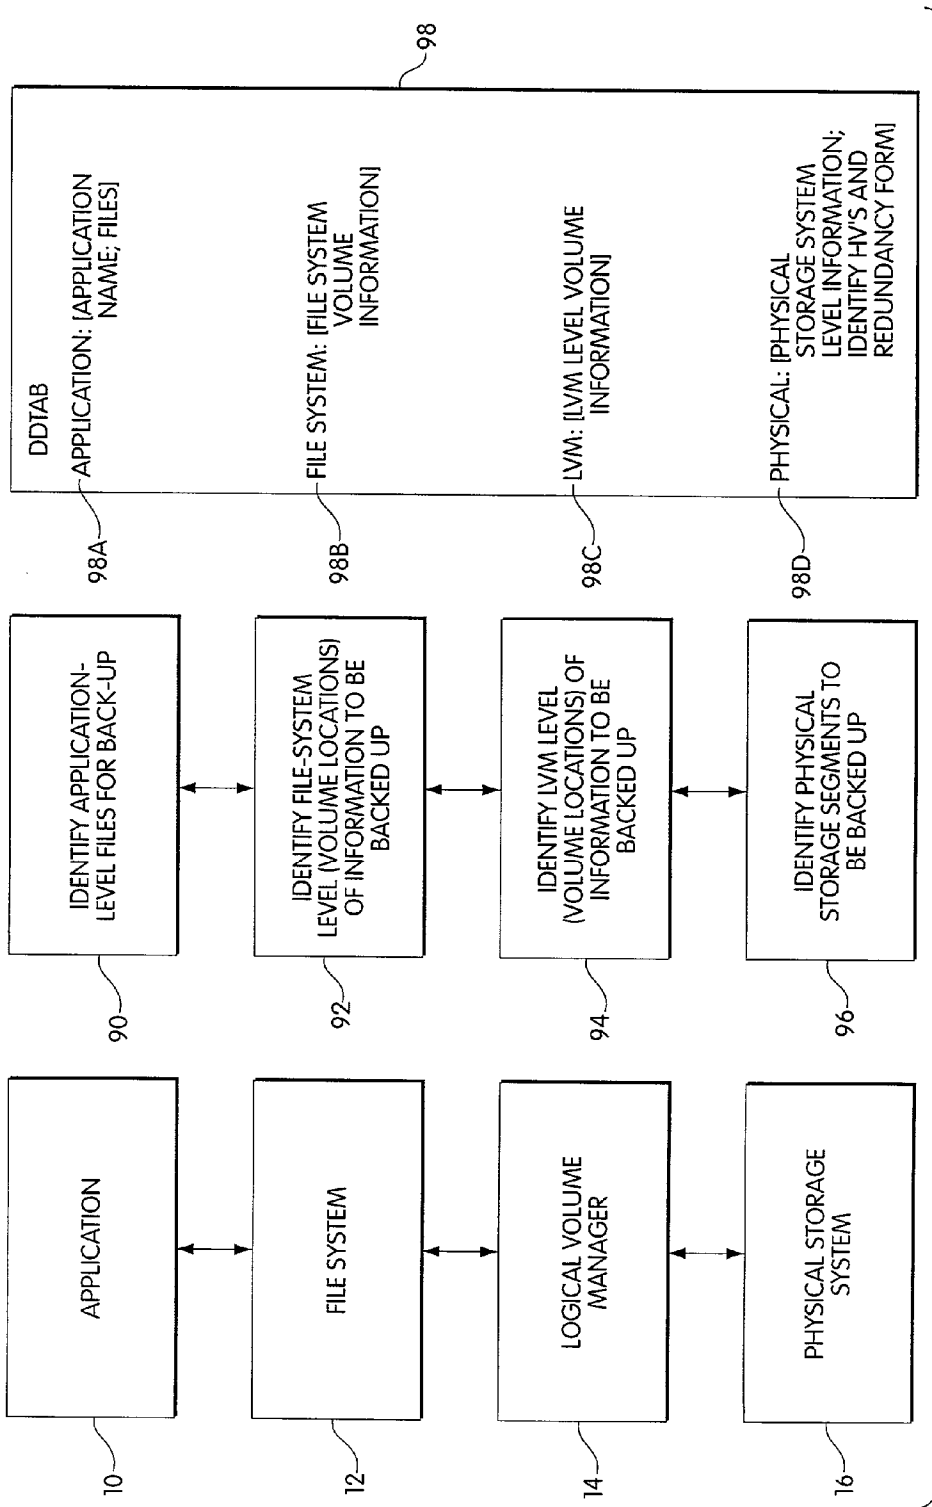 10
APPLICATION
12
FILE SYSTEM
14
LOGICAL VOLUME
MANAGER
16
PHYSICAL STORAGE
SYSTEM
90
IDENTIFY APPLICATION-
LEVEL FILES FOR BACK-UP
92
IDENTIFY FILE-SYSTEM
LEVEL (VOLUME LOCATIONS)
OF INFORMATION TO BE
BACKED UP
94
IDENTIFY LVM LEVEL
(VOLUME LOCATIONS) OF
INFORMATION TO BE
BACKED UP
96
IDENTIFY PHYSICAL
STORAGE SEGMENTS TO
BE BACKED UP
98
DDTAB
98A
APPLICATION: [APPLICATION
NAME; FILES]
98B
FILE SYSTEM: [FILE SYSTEM
VOLUME
INFORMATION]
98C
LVM: [LVM LEVEL VOLUME
INFORMATION]
98D
PHYSICAL: [PHYSICAL
STORAGE SYSTEM
LEVEL INFORMATION;
IDENTIFY HV'S AND
REDUNDANCY FORM]